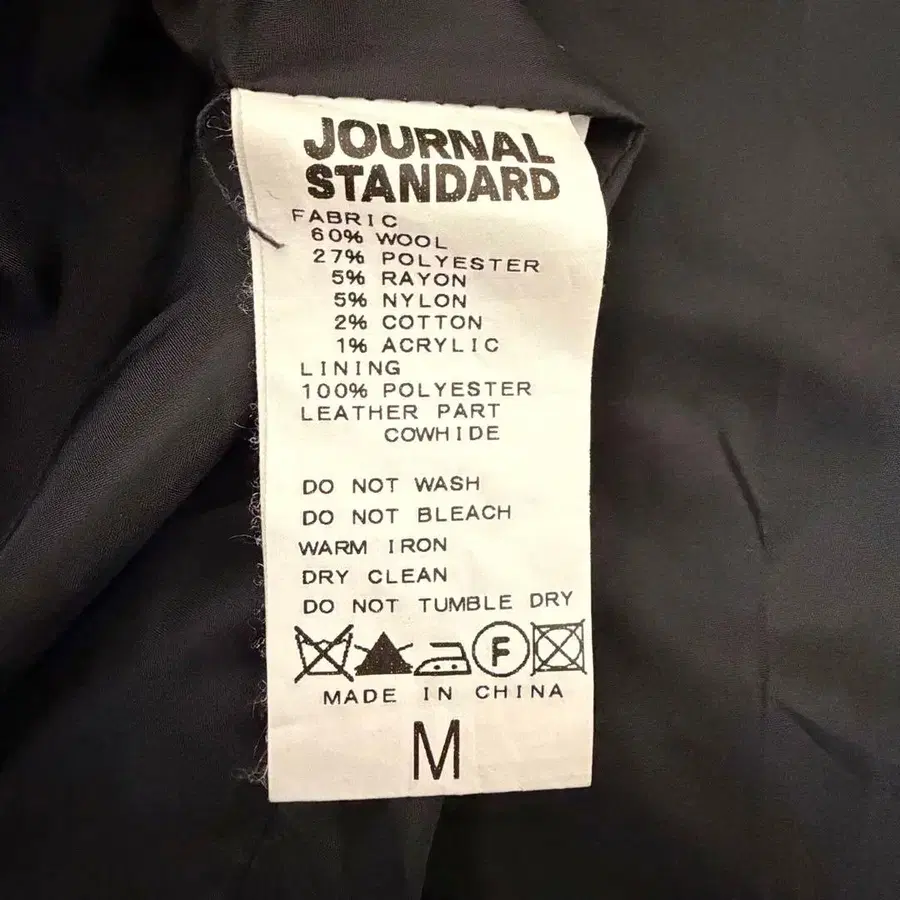 JOURNAL
STANDARD
FABRIC
60% WOOL
27% POLYESTER
5% RAYON
5% NYLON
2% COTTON
1% ACRYLIC
LINING
100% POLYESTER
LEATHER PART
COWHIDE
DO NOT WASH
DO NOT BLEACH
WARM IRON
DRY CLEAN
DO NOT TUMBLE DRY
F
MADE IN CHINA
M